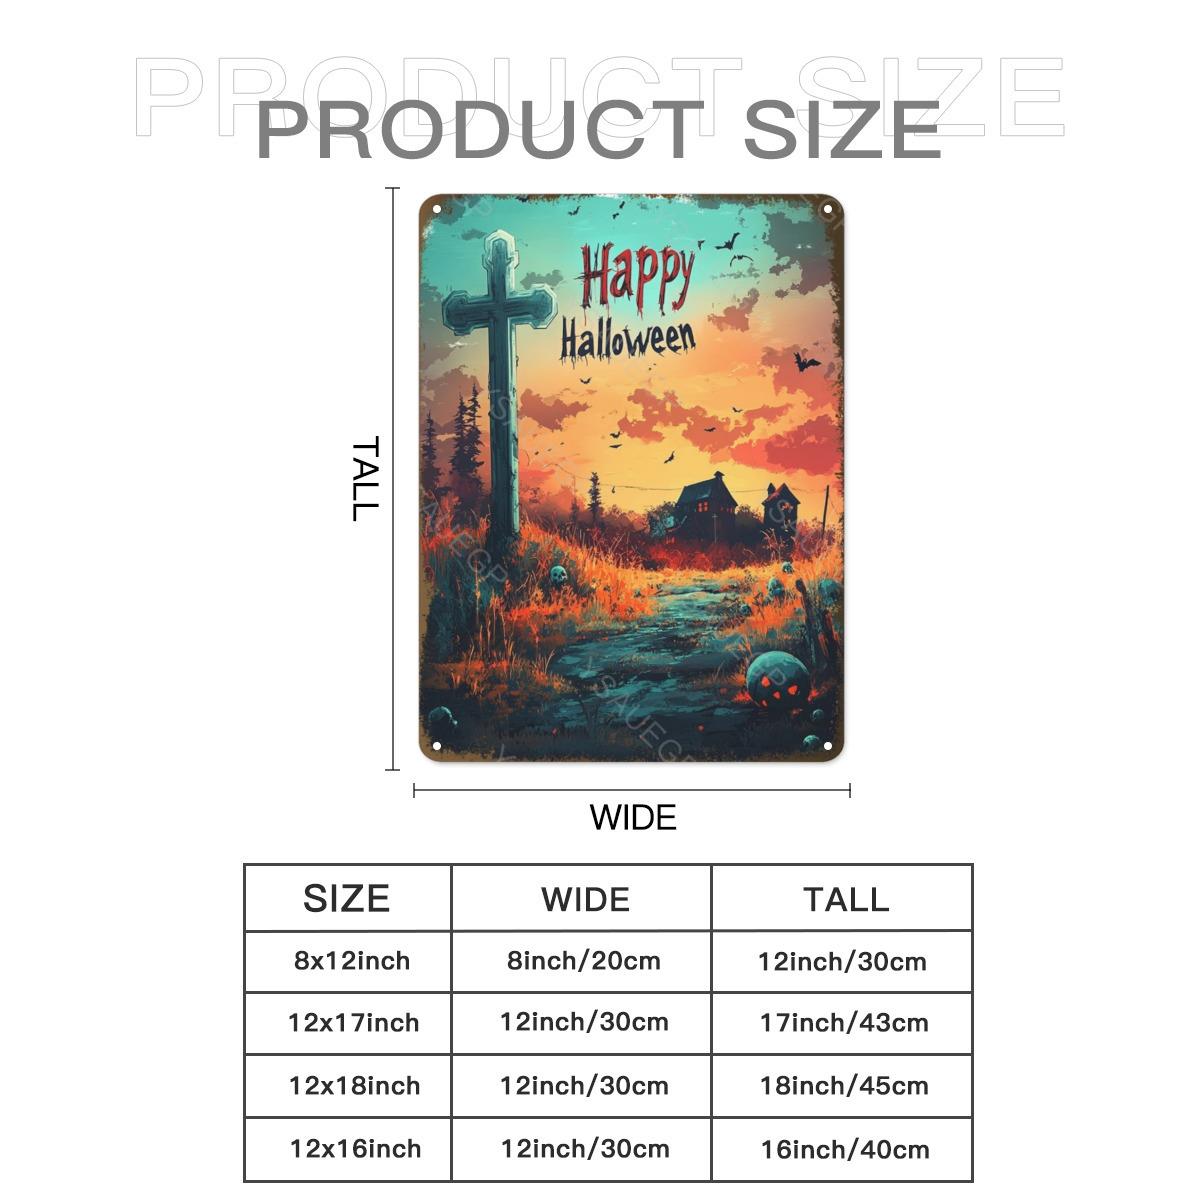 PRODUCT SIZE
PRODUCT SIZE
Happy
Halloween
TALL
WIDE
SIZE WIDE TALL
8x12inch 8inch/20cm 12inch/30cm
12x17inch 12inch/30cm 17inch/43cm
12x18inch 12inch/30cm 18inch/45cm
12x16inch 12inch/30cm 16inch/40cm